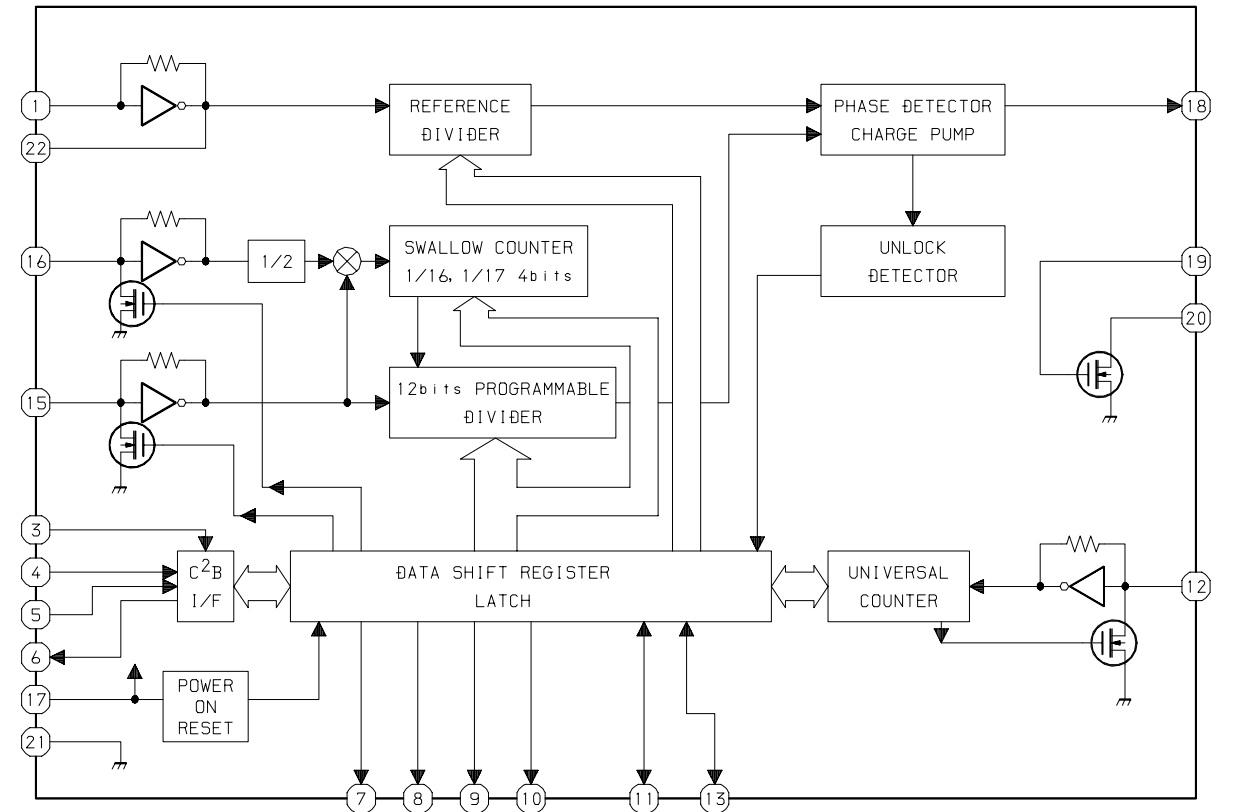 1
22
REFERENCE
DIVIDER
PHASE DETECTOR
CHARGE PUMP
18
16
1/2
SWALLOW COUNTER
1/16, 1/17 4bits
UNLOCK
DETECTOR
19
20
15
12bits PROGRAMMABLE
DIVIDER
3
4
5
6
C²B
I/F
DATA SHIFT REGISTER
LATCH
UNIVERSAL
COUNTER
12
17
POWER
ON
RESET
21
7
8
9
10
11
13